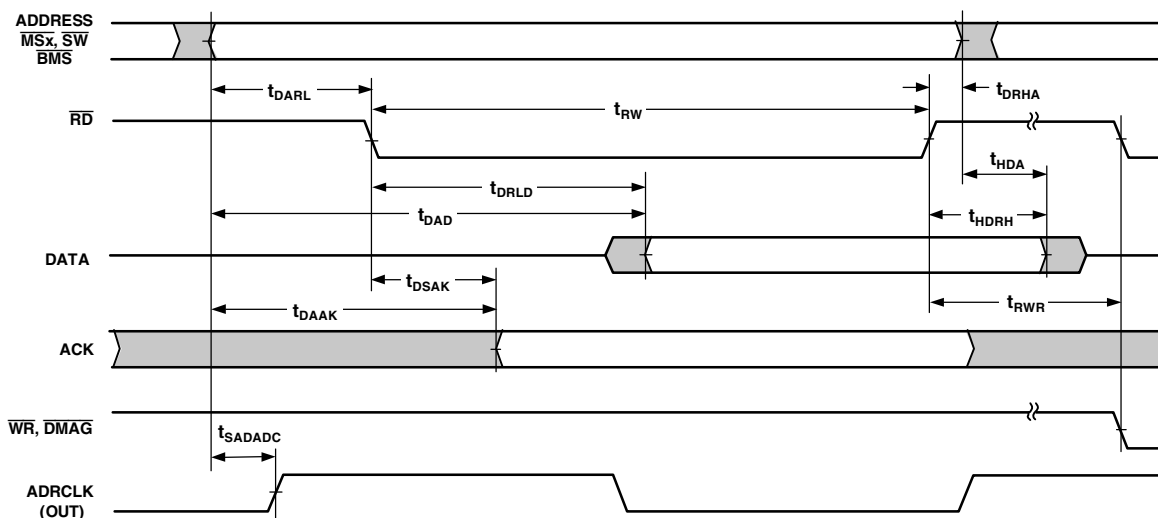 ADDRESS
MSx, SW
BMS
tDARL
tRW
tDRHA
RD
tHDA
tDRLD
tDAD
tHDRH
DATA
tDSAK
tDAAK
tRWR
ACK
WR, DMAG
tSADADC
ADRCLK
(OUT)